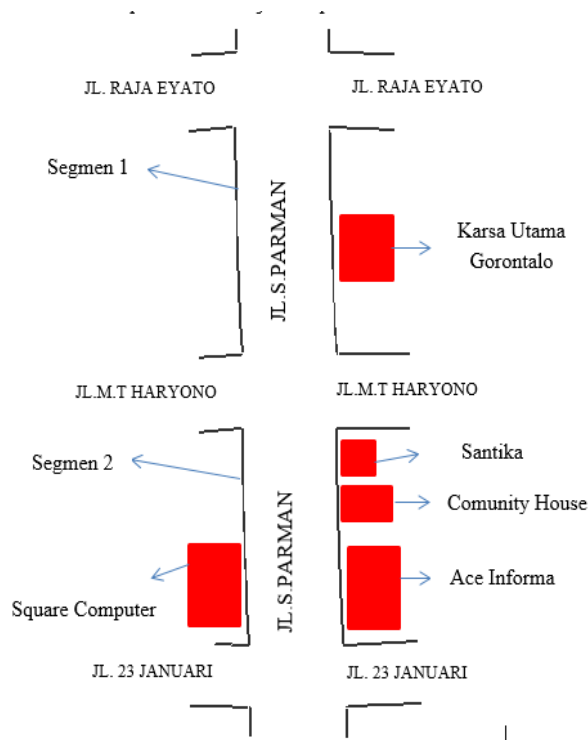 JL. RAJA EYATO
JL. RAJA EYATO
Segmen 1
JL.S.PARMAN
Karsa Utama
Gorontalo
JL.M.T HARYONO
JL.M.T HARYONO
Segmen 2
Santika
Comunity House
JL.S.PARMAN
Ace Informa
Square Computer
JL. 23 JANUARI
JL. 23 JANUARI